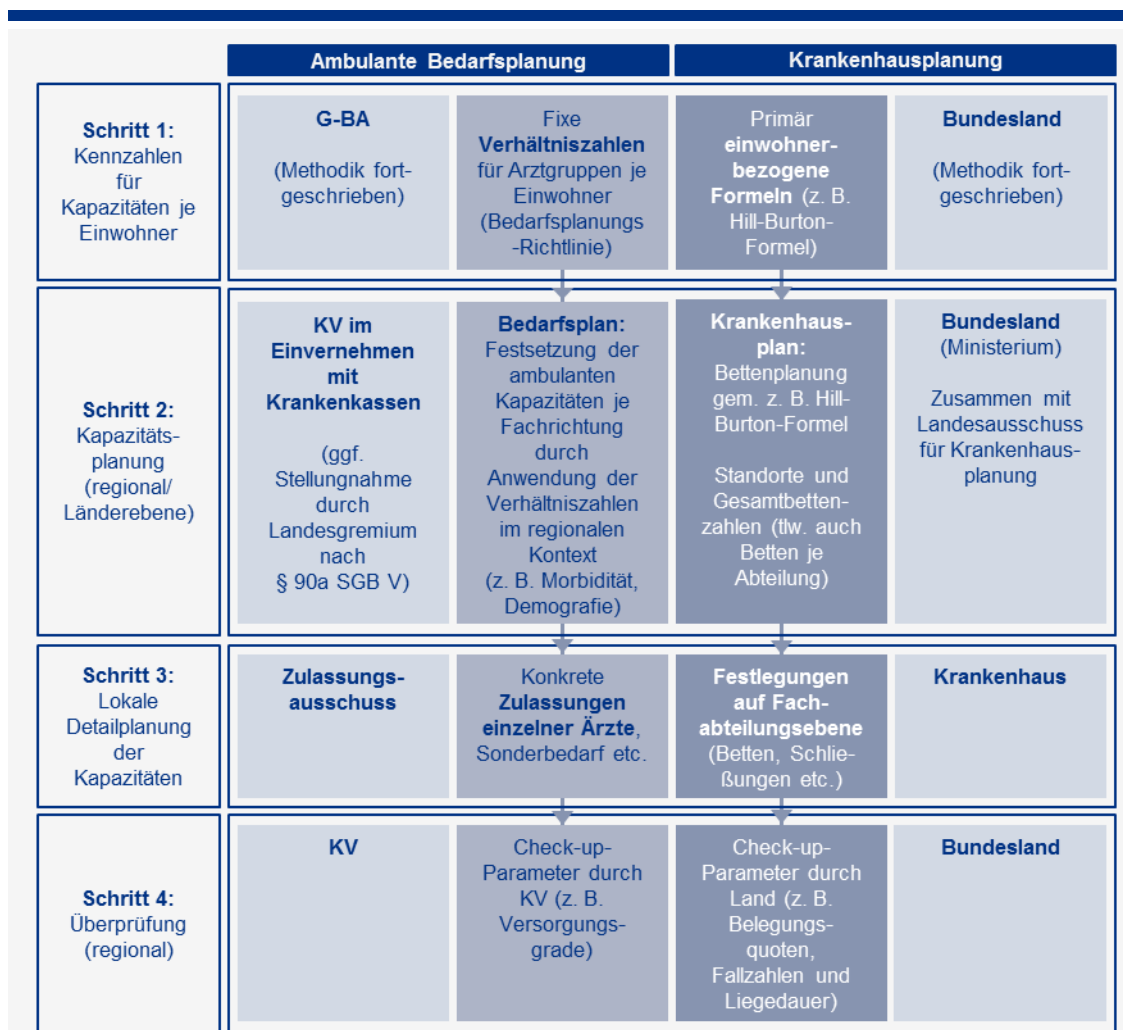 Ambulante Bedarfsplanung
Krankenhausplanung
Schritt 1:
Kennzahlen
für
Kapazitäten je
Einwohner
G-BA
(Methodik fort-
geschrieben)
Fixe
Verhältniszahlen
für Arztgruppen je
Einwohner
(Bedarfsplanungs
-Richtlinie)
Primär
einwohner-
bezogene
Formeln (z. B.
Hill-Burton-
Formel)
Bundesland
(Methodik fort-
geschrieben)
Schritt 2:
Kapazitäts-
planung
(regional/
Länderebene)
KV im
Einvernehmen
mit
Krankenkassen
(ggf.
Stellungnahme
durch
Landesgremium
nach
§ 90a SGB V)
Bedarfsplan:
Festsetzung der
ambulanten
Kapazitäten je
Fachrichtung
durch
Anwendung der
Verhältniszahlen
im regionalen
Kontext
(z. B. Morbidität,
Demografie)
Krankenhaus-
plan:
Bettenplanung
gem. z. B. Hill-
Burton-Formel
Standorte und
Gesamtbetten-
zahlen (tlw. auch
Betten je
Abteilung)
Bundesland
(Ministerium)
Zusammen mit
Landesausschuss
für Krankenhaus-
planung
Schritt 3:
Lokale
Detailplanung
der
Kapazitäten
Zulassungs-
ausschuss
Konkrete
Zulassungen
einzelner Ärzte,
Sonderbedarf etc.
Festlegungen
auf Fach-
abteilungsebene
(Betten, Schlie-
ßungen etc.)
Krankenhaus
Schritt 4:
Überprüfung
(regional)
KV
Check-up-
Parameter durch
KV (z. B.
Versorgungs-
grade)
Check-up-
Parameter durch
Land (z. B.
Belegungs-
quoten,
Fallzahlen und
Liegedauer)
Bundesland